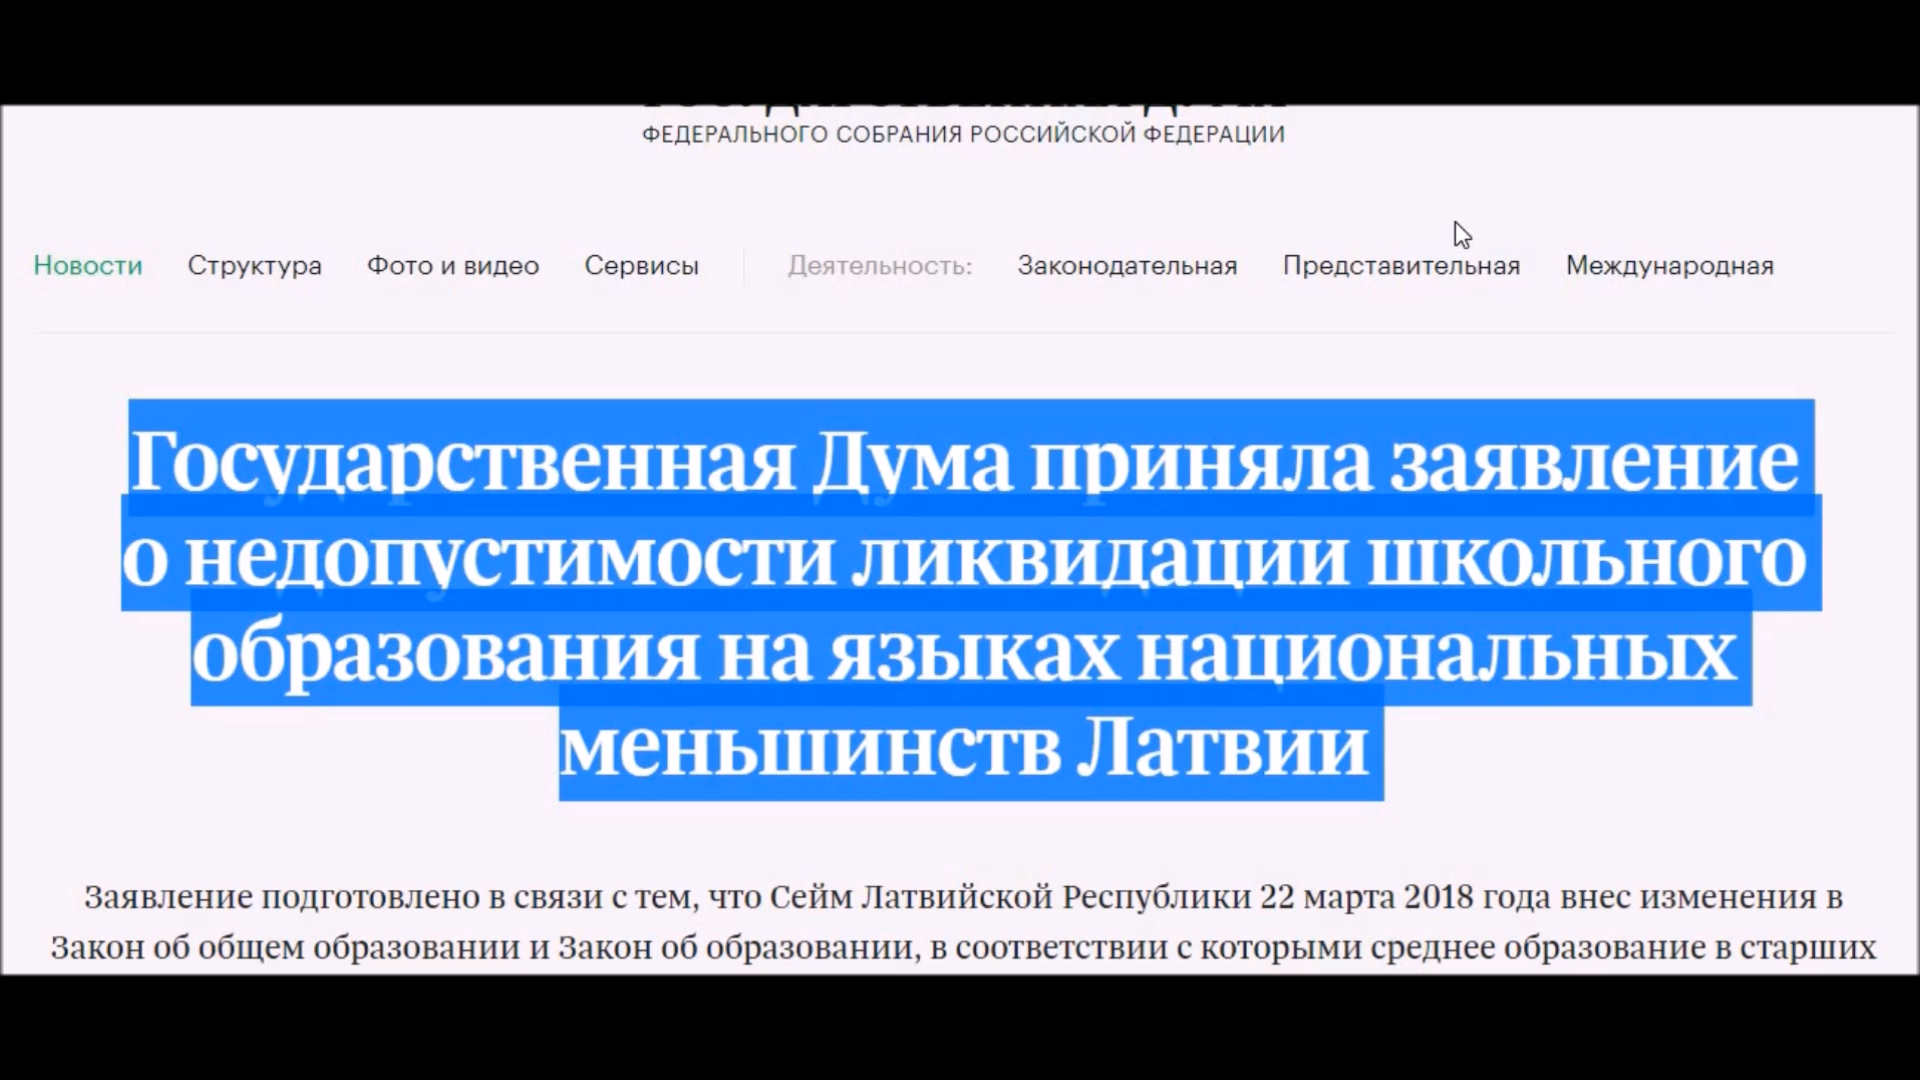 ФЕДЕРАЛЬНОГО СОБРАНИЯ РОССИЙСКОЙ ФЕДЕРАЦИИ
Новости Структура Фото и видео Сервисы Деятельность: Законодательная Представительная Международная
Государственная Дума приняла заявление
о недопустимости ликвидации школьного
образования на языках национальных
меньшинств Латвии
Заявление подготовлено в связи с тем, что Сейм Латвийской Республики 22 марта 2018 года внес изменения в
Закон об общем образовании и Закон об образовании, в соответствии с которыми среднее образование в старших